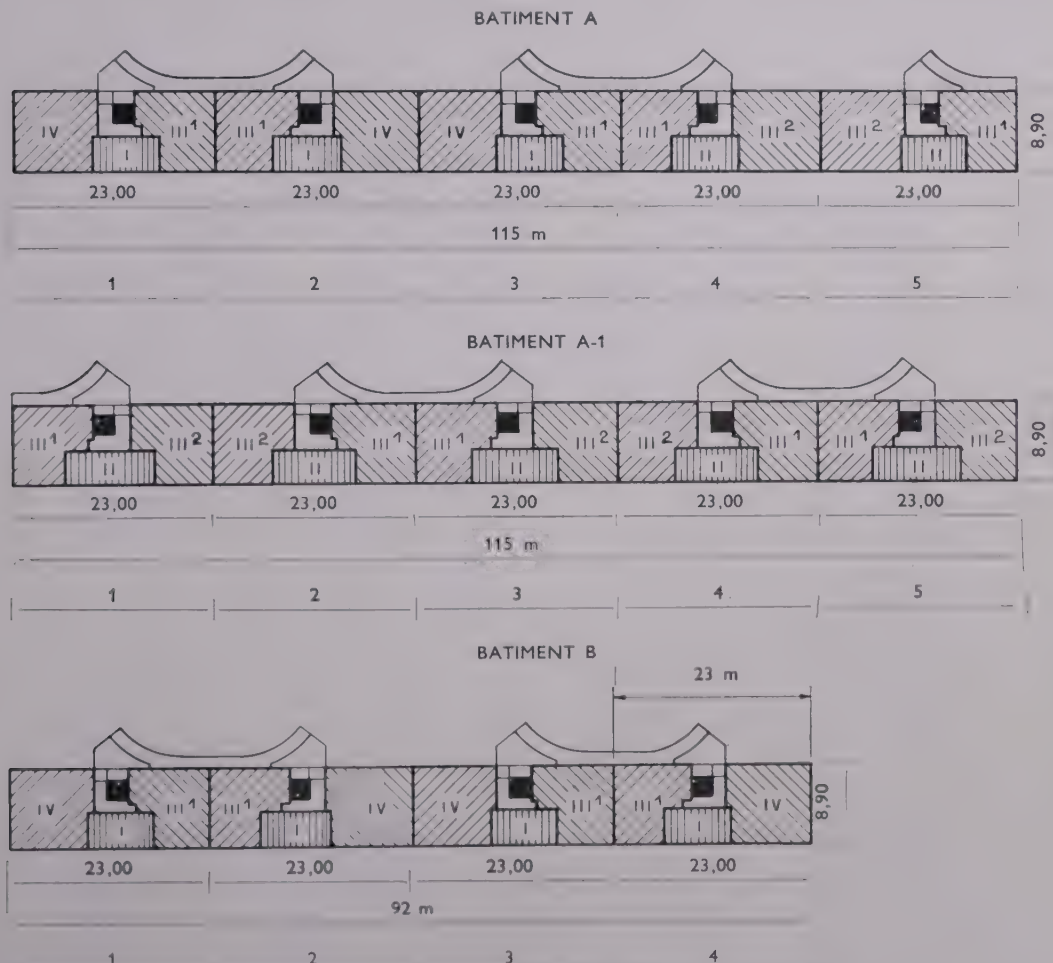 BATIMENT A
IV III¹ III¹ IV IV III¹ III¹ III² III² III¹
I I I II II
8,90
23,00 23,00 23,00 23,00 23,00
115 m
1 2 3 4 5
BATIMENT A-1
III¹ III² III² III¹ III¹ III² III² III¹ III¹ III²
II II II II II
8,90
23,00 23,00 23,00 23,00 23,00
115 m
1 2 3 4 5
BATIMENT B
23 m
IV III¹ III¹ IV IV III¹ III¹ IV
I I I I
8,90
23,00 23,00 23,00 23,00
92 m
1 2 3 4